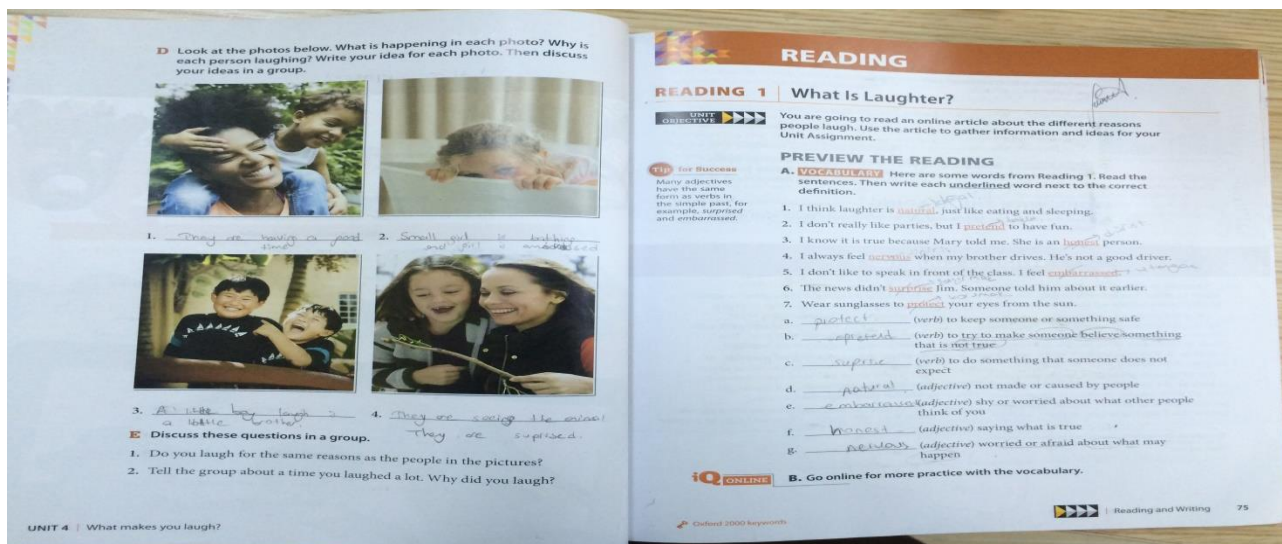 D Look at the photos below. What is happening in each photo? Why is
each person laughing? Write your idea for each photo. Then discuss
your ideas in a group.
1. They are having a good
time
2. Small girl is bathing
and girl is
3. A little boy laugh
a little brother.
4. They are seeing the animal
They are suprised.
E Discuss these questions in a group.
1. Do you laugh for the same reasons as the people in the pictures?
2. Tell the group about a time you laughed a lot. Why did you laugh?
UNIT 4 | What makes you laugh?
READING
READING 1 | What Is Laughter?
UNIT
OBJECTIVE
You are going to read an online article about the different reasons
people laugh. Use the article to gather information and ideas for your
Unit Assignment.
PREVIEW THE READING
Tip for Success
Many adjectives
have the same
form as verbs in
the simple past, for
example, surprised
and embarrassed.
A. VOCABULARY Here are some words from Reading 1. Read the
sentences. Then write each underlined word next to the correct
definition.
1. I think laughter is natural, just like eating and sleeping.
2. I don't really like parties, but I pretend to have fun.
3. I know it is true because Mary told me. She is an honest person.
4. I always feel nervous when my brother drives. He's not a good driver.
5. I don't like to speak in front of the class. I feel embarrassed.
6. The news didn't surprise Jim. Someone told him about it earlier.
7. Wear sunglasses to protect your eyes from the sun.
a. protect (verb) to keep someone or something safe
b. pretend (verb) to try to make someone believe something
that is not true
c. suprise (verb) to do something that someone does not
expect
d. natural (adjective) not made or caused by people
e. (adjective) shy or worried about what other people
think of you
f. honest (adjective) saying what is true
g. nervous (adjective) worried or afraid about what may
happen
iQ ONLINE B. Go online for more practice with the vocabulary.
Oxford 2000 keywords
| Reading and Writing 75